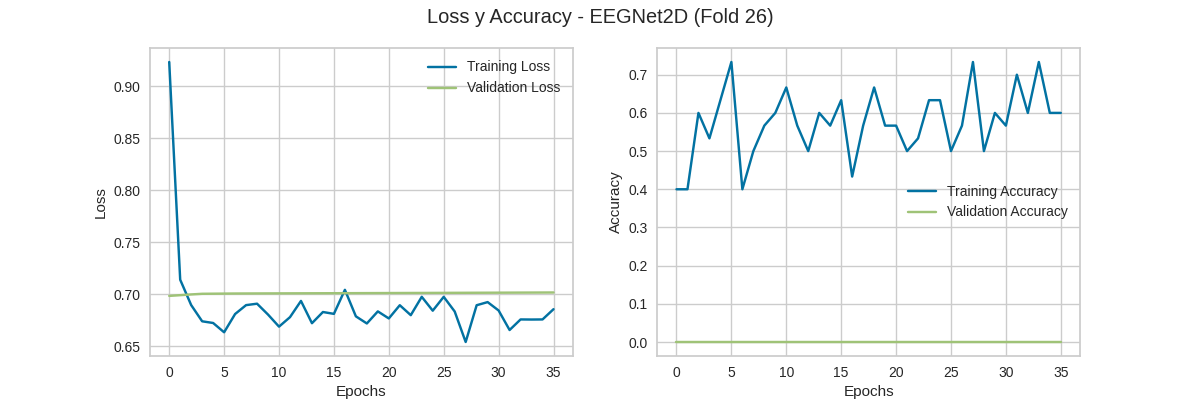 Loss y Accuracy - EEGNet2D (Fold 26)
Training Loss
Validation Loss
0.90
0.85
0.80
0.75
0.70
0.65
Loss
0 5 10 15 20 25 30 35
Epochs
Training Accuracy
Validation Accuracy
0.7
0.6
0.5
0.4
0.3
0.2
0.1
0.0
Accuracy
0 5 10 15 20 25 30 35
Epochs